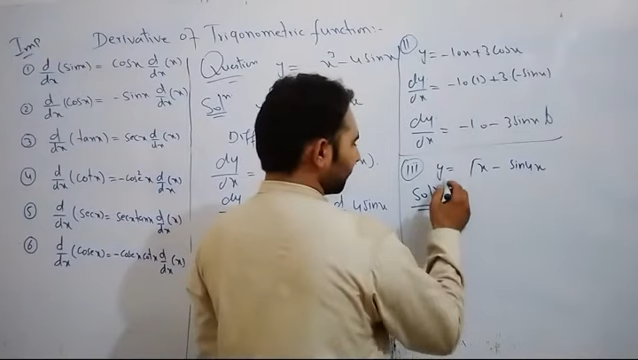 Imp
Derivative of Trigonometric function:-
① d/dx (sinx) = cosx d/dx (x)
② d/dx (cosx) = -sinx d/dx (x)
③ d/dx (tanx) = secx d/dx (x)
④ d/dx (cotx) = -cosc²x d/dx (x)
⑤ d/dx (secx) = secxtanx d/dx (x)
⑥ d/dx (cosecx) = -cosecxcotx d/dx (x)
Question y = x² - 4sinx
Solⁿ
Diff
dy/dx =
dy
4sinx
II y = -10x + 3cosx
dy/dx = -10(1) + 3(-sinx)
dy/dx = -10 - 3sinx
III y = √x - sin4x
Sol